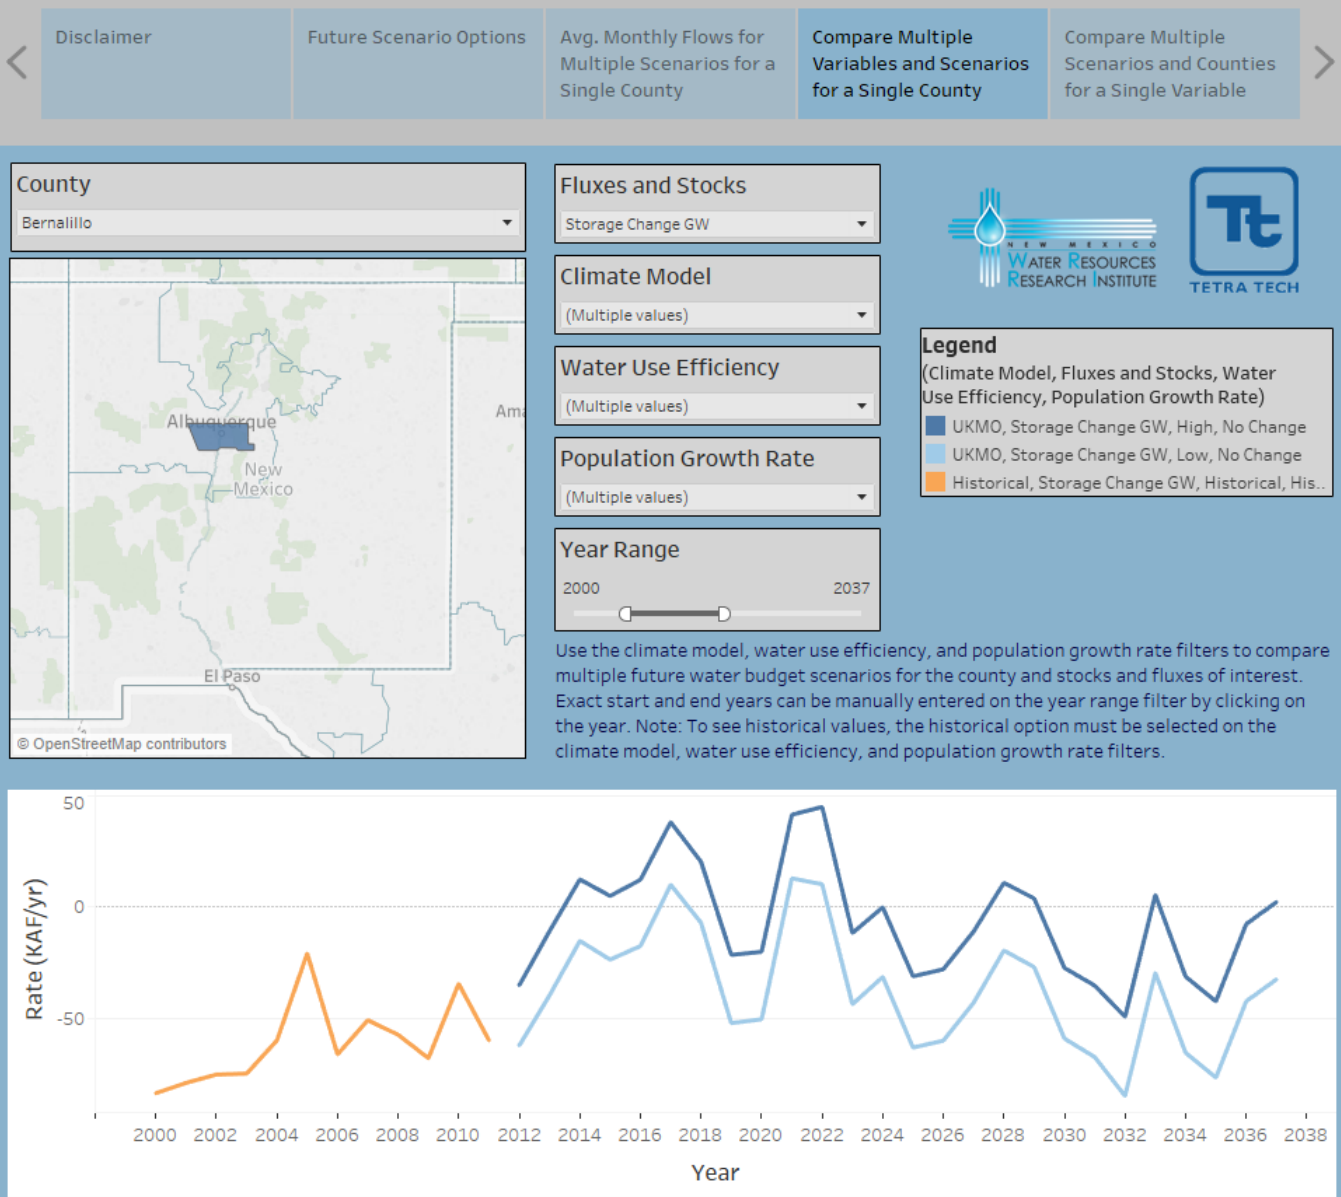 Disclaimer
Future Scenario Options
Avg. Monthly Flows for
Multiple Scenarios for a
Single County
Compare Multiple
Variables and Scenarios
for a Single County
Compare Multiple
Scenarios and Counties
for a Single Variable
County
Bernalillo
Albuquerque
Ama
New
Mexico
El Paso
© OpenStreetMap contributors
Fluxes and Stocks
Storage Change GW
Climate Model
(Multiple values)
Water Use Efficiency
(Multiple values)
Population Growth Rate
(Multiple values)
Year Range
2000 2037
NEW MEXICO
WATER RESOURCES
RESEARCH INSTITUTE
Tt
TETRA TECH
Legend
(Climate Model, Fluxes and Stocks, Water
Use Efficiency, Population Growth Rate)
UKMO, Storage Change GW, High, No Change
UKMO, Storage Change GW, Low, No Change
Historical, Storage Change GW, Historical, His..
Use the climate model, water use efficiency, and population growth rate filters to compare
multiple future water budget scenarios for the county and stocks and fluxes of interest.
Exact start and end years can be manually entered on the year range filter by clicking on
the year. Note: To see historical values, the historical option must be selected on the
climate model, water use efficiency, and population growth rate filters.
50
0
-50
Rate (KAF/yr)
2000 2002 2004 2006 2008 2010 2012 2014 2016 2018 2020 2022 2024 2026 2028 2030 2032 2034 2036 2038
Year